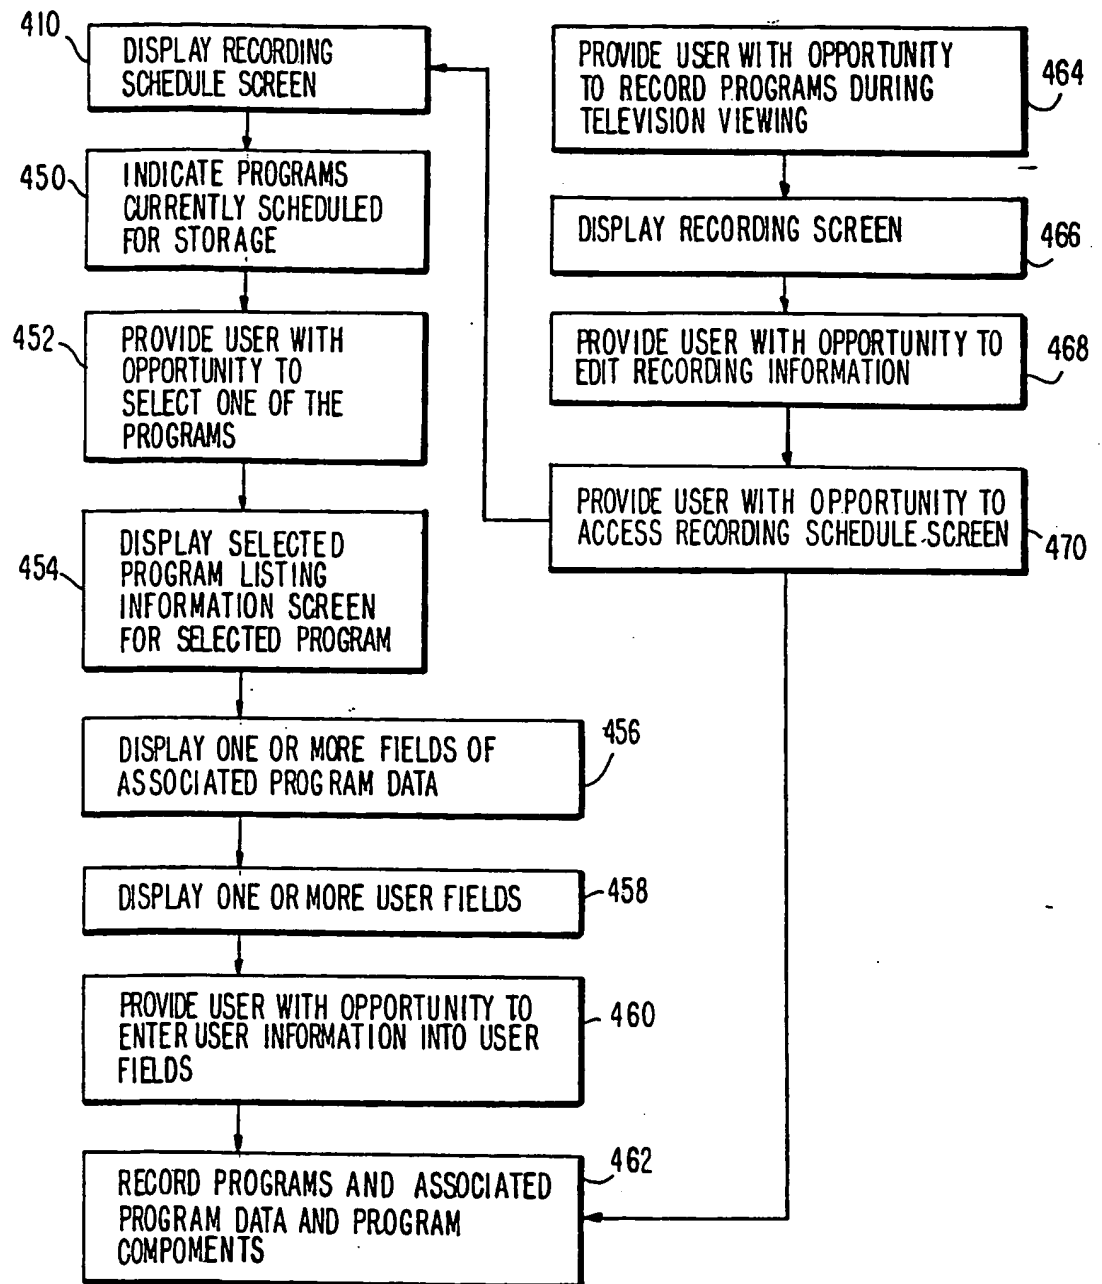 410
DISPLAY RECORDING
SCHEDULE SCREEN
450
INDICATE PROGRAMS
CURRENTLY SCHEDULED
FOR STORAGE
452
PROVIDE USER WITH
OPPORTUNITY TO
SELECT ONE OF THE
PROGRAMS
454
DISPLAY SELECTED
PROGRAM LISTING
INFORMATION SCREEN
FOR SELECTED PROGRAM
456
DISPLAY ONE OR MORE FIELDS OF
ASSOCIATED PROGRAM DATA
458
DISPLAY ONE OR MORE USER FIELDS
460
PROVIDE USER WITH OPPORTUNITY TO
ENTER USER INFORMATION INTO USER
FIELDS
462
RECORD PROGRAMS AND ASSOCIATED
PROGRAM DATA AND PROGRAM
COMPOMENTS
464
PROVIDE USER WITH OPPORTUNITY
TO RECORD PROGRAMS DURING
TELEVISION VIEWING
466
DISPLAY RECORDING SCREEN
468
PROVIDE USER WITH OPPORTUNITY TO
EDIT RECORDING INFORMATION
470
PROVIDE USER WITH OPPORTUNITY TO
ACCESS RECORDING SCHEDULE SCREEN